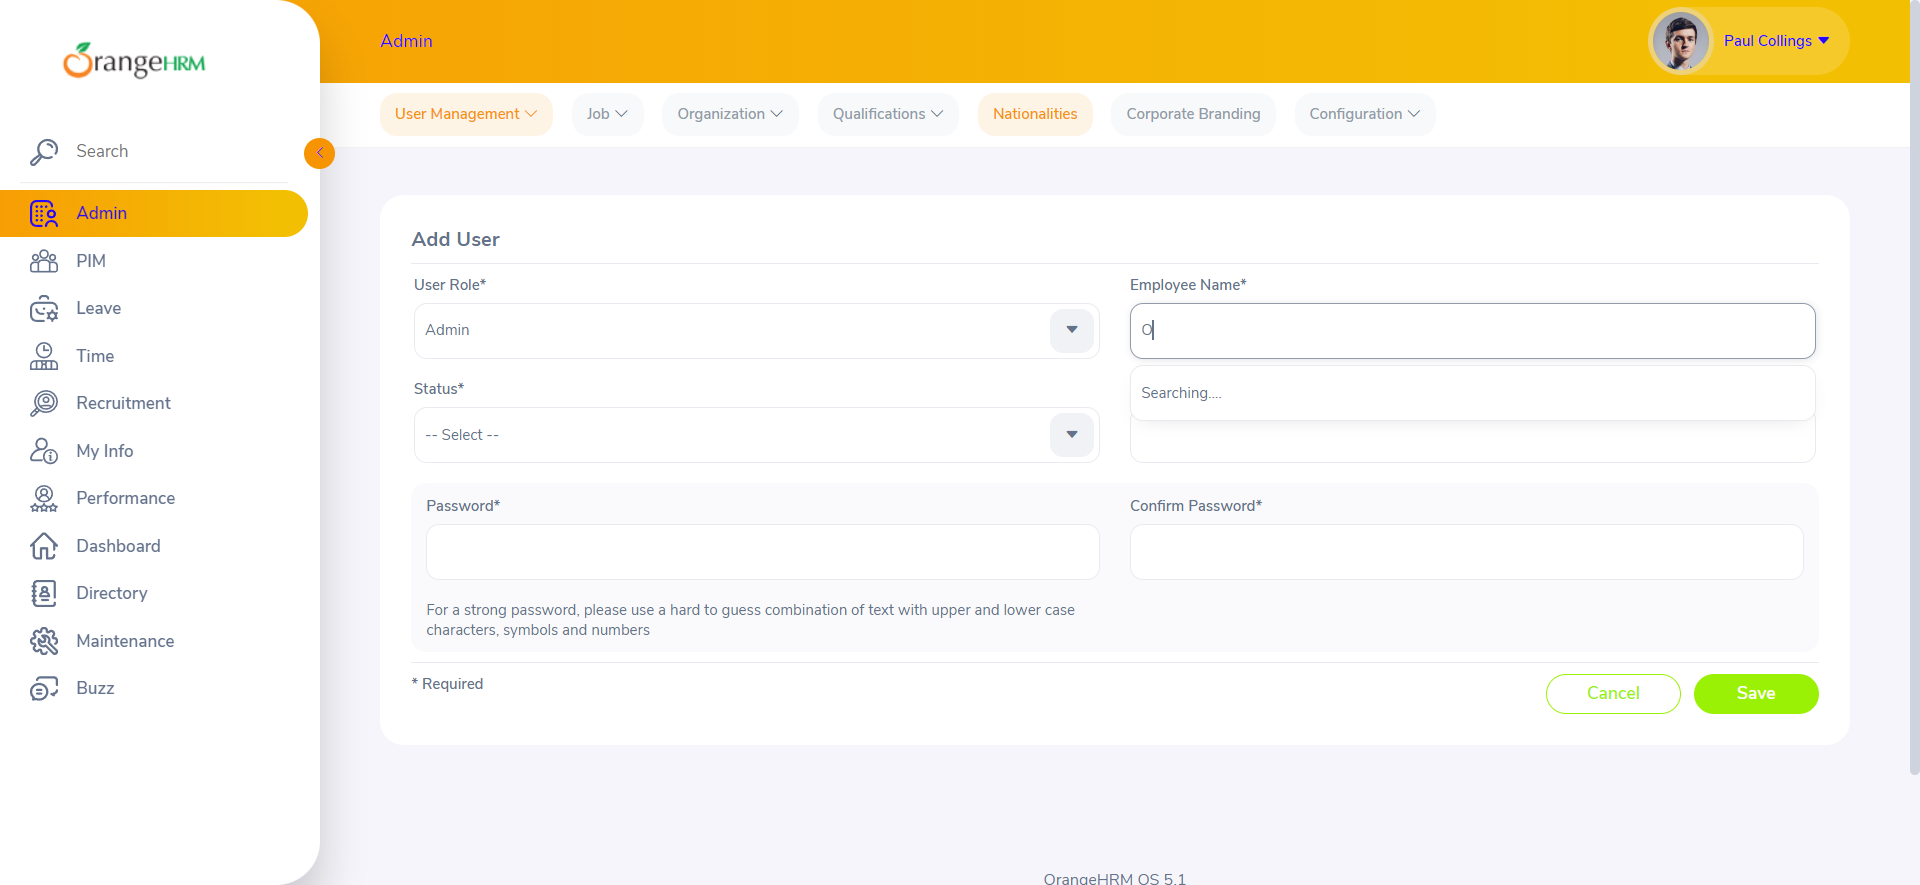 OrangeHRM
Admin
Paul Collings
User Management
Job
Organization
Qualifications
Nationalities
Corporate Branding
Configuration
Search
Admin
PIM
Leave
Time
Recruitment
My Info
Performance
Dashboard
Directory
Maintenance
Buzz
Add User
User Role*
Employee Name*
Admin
O
Status*
Searching....
-- Select --
Password*
Confirm Password*
For a strong password, please use a hard to guess combination of text with upper and lower case
characters, symbols and numbers
* Required
Cancel
Save
OrangeHRM OS 5.1